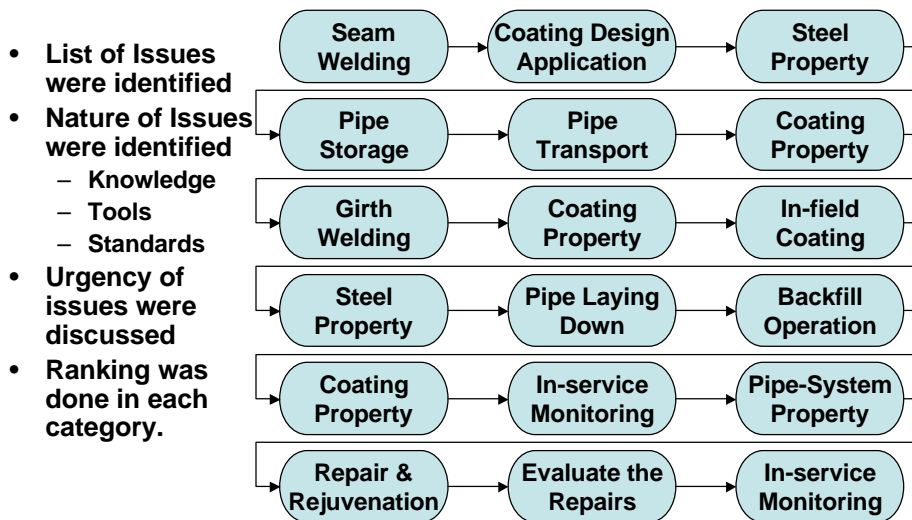 • List of Issues
were identified
• Nature of Issues
were identified
– Knowledge
– Tools
– Standards
• Urgency of
issues were
discussed
• Ranking was
done in each
category.
Seam
Welding
Coating Design
Application
Steel
Property
Pipe
Storage
Pipe
Transport
Coating
Property
Girth
Welding
Coating
Property
In-field
Coating
Steel
Property
Pipe Laying
Down
Backfill
Operation
Coating
Property
In-service
Monitoring
Pipe-System
Property
Repair &
Rejuvenation
Evaluate the
Repairs
In-service
Monitoring